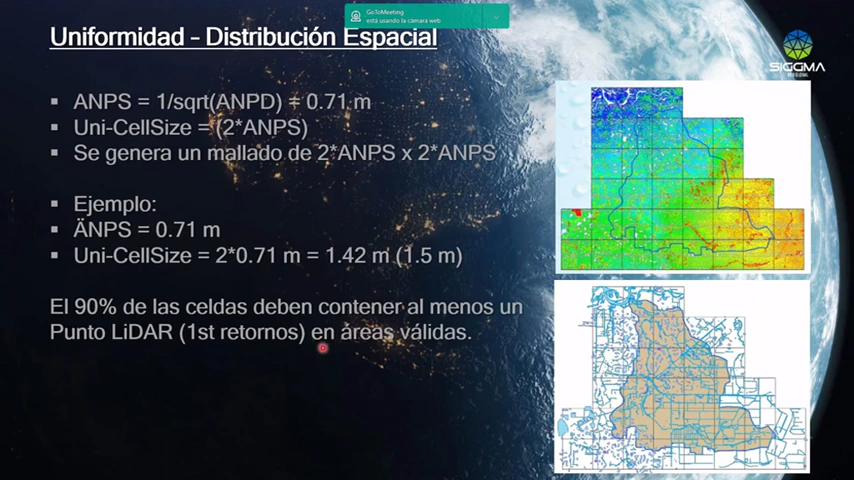 GoToMeeting
está usando la cámara web
Uniformidad - Distribución Espacial
SIGGMA
▪ ANPS = 1/sqrt(ANPD) = 0.71 m
▪ Uni-CellSize = (2*ANPS)
▪ Se genera un mallado de 2*ANPS x 2*ANPS
▪ Ejemplo:
▪ ÄNPS = 0.71 m
▪ Uni-CellSize = 2*0.71 m = 1.42 m (1.5 m)
El 90% de las celdas deben contener al menos un
Punto LiDAR (1st retornos) en áreas válidas.